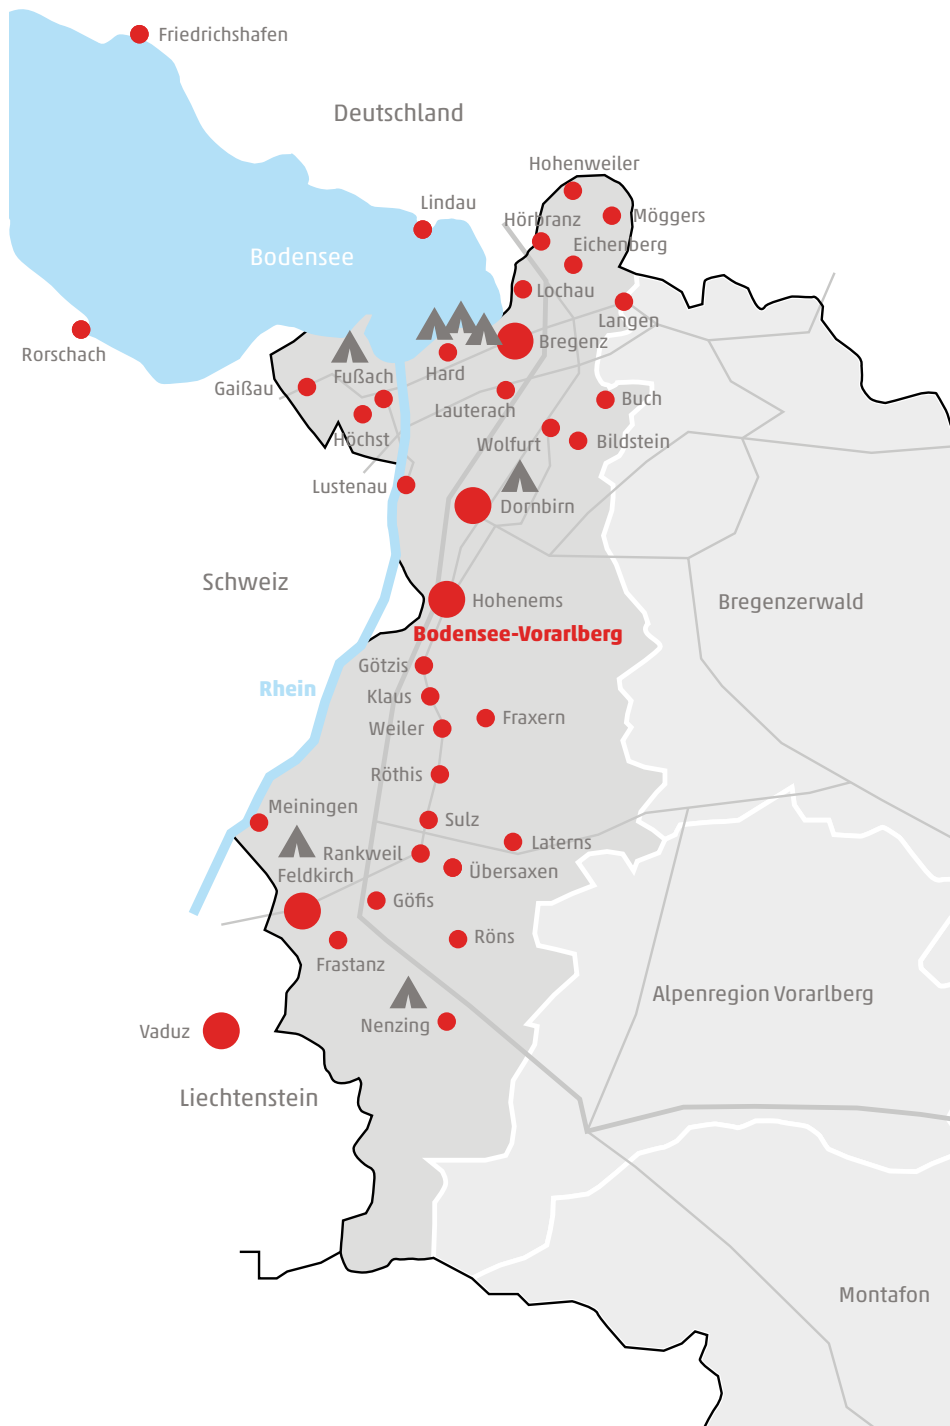 Friedrichshafen
Deutschland
Hohenweiler
Lindau
Hörbranz
Möggers
Eichenberg
Bodensee
Lochau
Langen
Rorschach
Bregenz
Hard
Fußach
Gaißau
Buch
Lauterach
Höchst
Wolfurt
Bildstein
Lustenau
Dornbirn
Schweiz
Hohenems
Bregenzerwald
Bodensee-Vorarlberg
Götzis
Rhein
Klaus
Fraxern
Weiler
Röthis
Meiningen
Sulz
Laterns
Rankweil
Übersaxen
Feldkirch
Göfis
Röns
Frastanz
Alpenregion Vorarlberg
Nenzing
Vaduz
Liechtenstein
Montafon